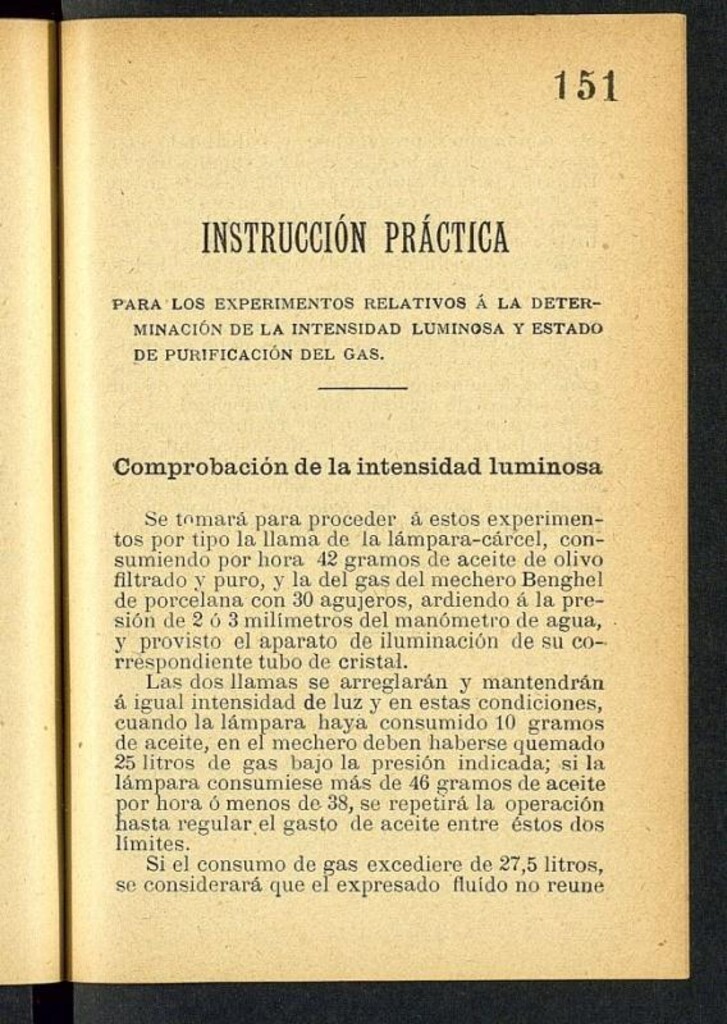 151
INSTRUCCIÓN PRÁCTICA
PARA LOS EXPERIMENTOS RELATIVOS Á LA DETER-
MINACIÓN DE LA INTENSIDAD LUMINOSA Y ESTADO
DE PURIFICACIÓN DEL GAS.
Comprobación de la intensidad luminosa
Se tomará para proceder á estos experimen-
tos por tipo la llama de la lámpara-cárcel, con-
sumiendo por hora 42 gramos de aceite de olivo
filtrado y puro, y la del gas del mechero Benghel
de porcelana con 30 agujeros, ardiendo á la pre-
sión de 2 ó 3 milímetros del manómetro de agua,
y provisto el aparato de iluminación de su co-
rrespondiente tubo de cristal.
Las dos llamas se arreglarán y mantendrán
á igual intensidad de luz y en estas condiciones,
cuando la lámpara haya consumido 10 gramos
de aceite, en el mechero deben haberse quemado
25 litros de gas bajo la presión indicada; si la
lámpara consumiese más de 46 gramos de aceite
por hora ó menos de 38, se repetirá la operación
hasta regular el gasto de aceite entre éstos dos
límites.
Si el consumo de gas excediere de 27,5 litros,
se considerará que el expresado fluído no reune